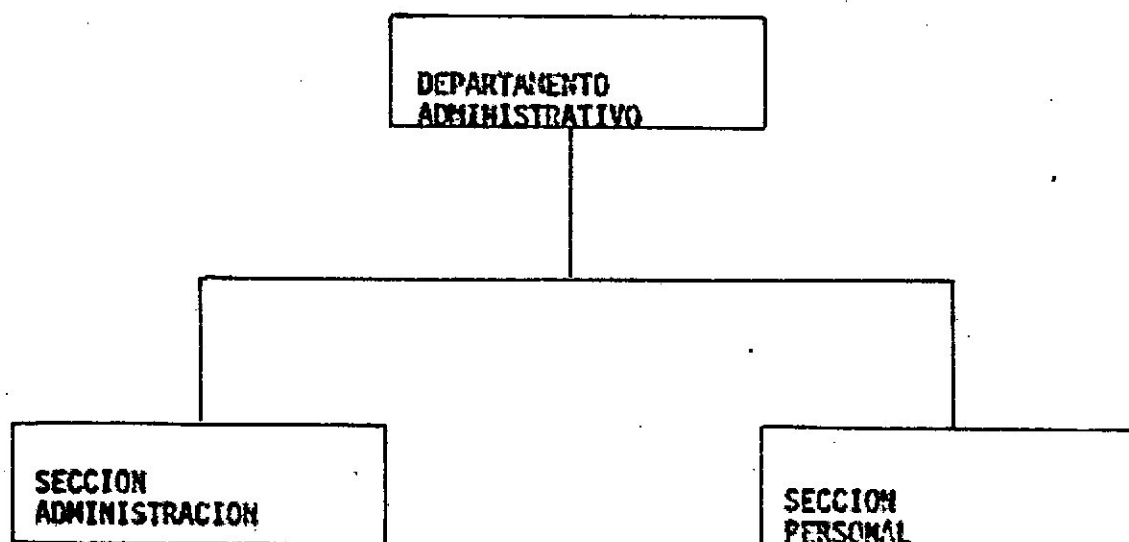 DEPARTAMENTO
ADMINISTRATIVO
SECCION
ADMINISTRACION
SECCION
PERSONAL